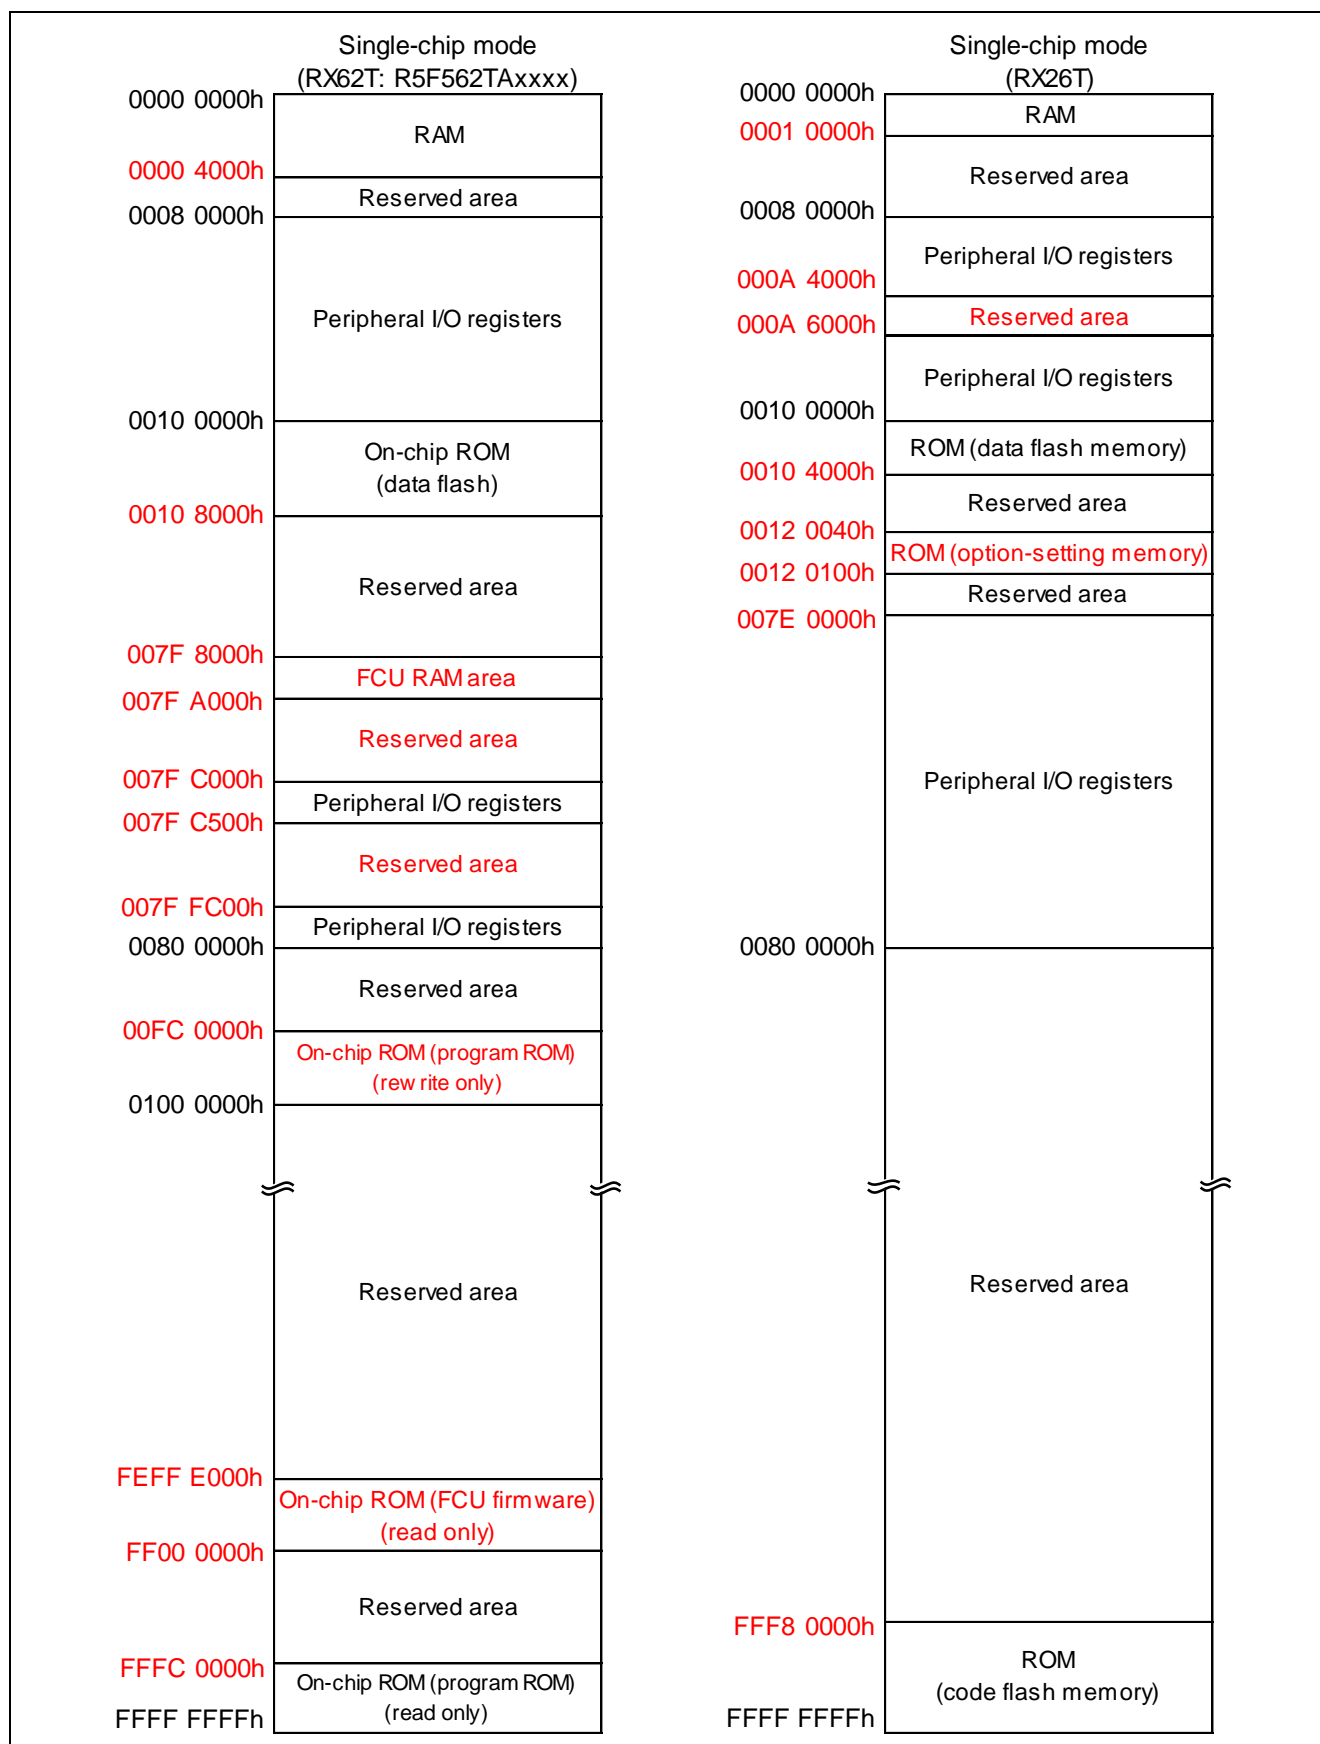 Single-chip mode
(RX62T: R5F562TAxxxx)
0000 0000h
RAM
0000 4000h
Reserved area
0008 0000h
Peripheral I/O registers
0010 0000h
On-chip ROM
(data flash)
0010 8000h
Reserved area
007F 8000h
FCU RAM area
007F A000h
Reserved area
007F C000h
Peripheral I/O registers
007F C500h
Reserved area
007F FC00h
Peripheral I/O registers
0080 0000h
Reserved area
00FC 0000h
On-chip ROM (program ROM)
(rewrite only)
0100 0000h
Reserved area
FEFF E000h
On-chip ROM (FCU firmware)
(read only)
FF00 0000h
Reserved area
FFFC 0000h
On-chip ROM (program ROM)
(read only)
FFFF FFFFh
Single-chip mode
(RX26T)
0000 0000h
RAM
0001 0000h
Reserved area
0008 0000h
Peripheral I/O registers
000A 4000h
Reserved area
000A 6000h
Peripheral I/O registers
0010 0000h
ROM (data flash memory)
0010 4000h
Reserved area
0012 0040h
ROM (option-setting memory)
0012 0100h
Reserved area
007E 0000h
Peripheral I/O registers
0080 0000h
Reserved area
FFF8 0000h
ROM
(code flash memory)
FFFF FFFFh